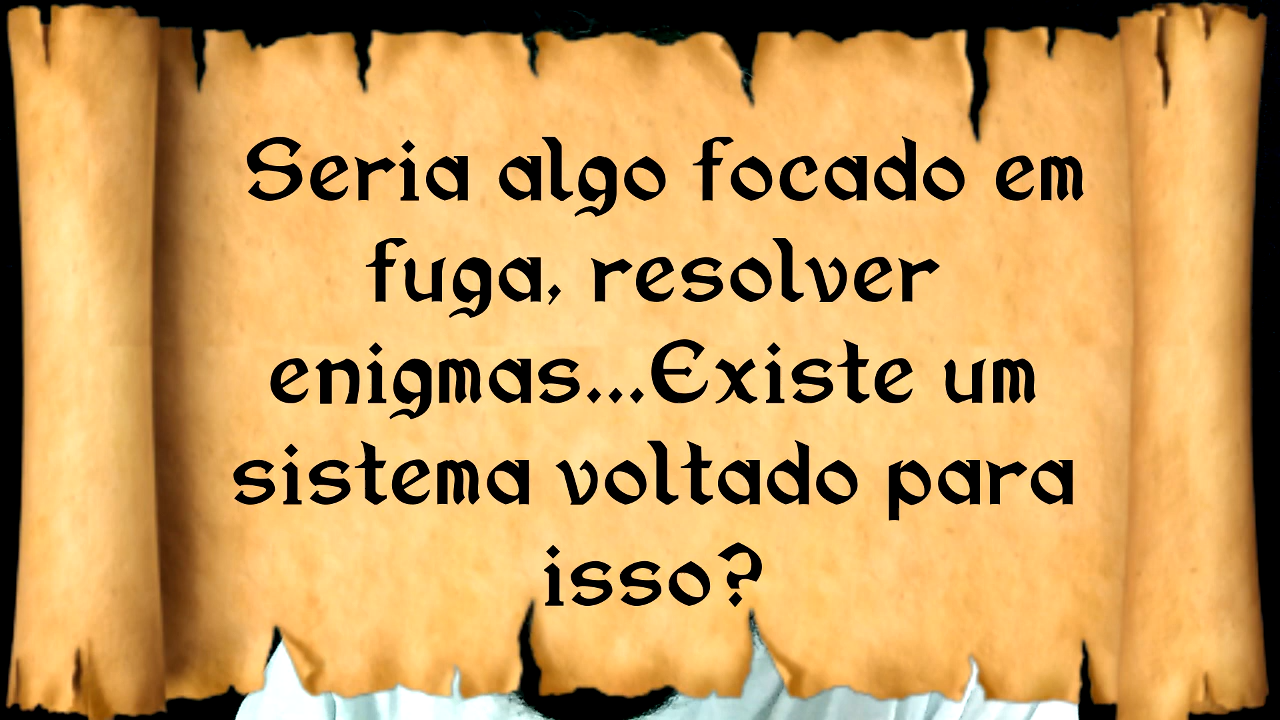 Seria algo focado em
fuga, resolver
enigmas...Existe um
sistema voltado para
isso?